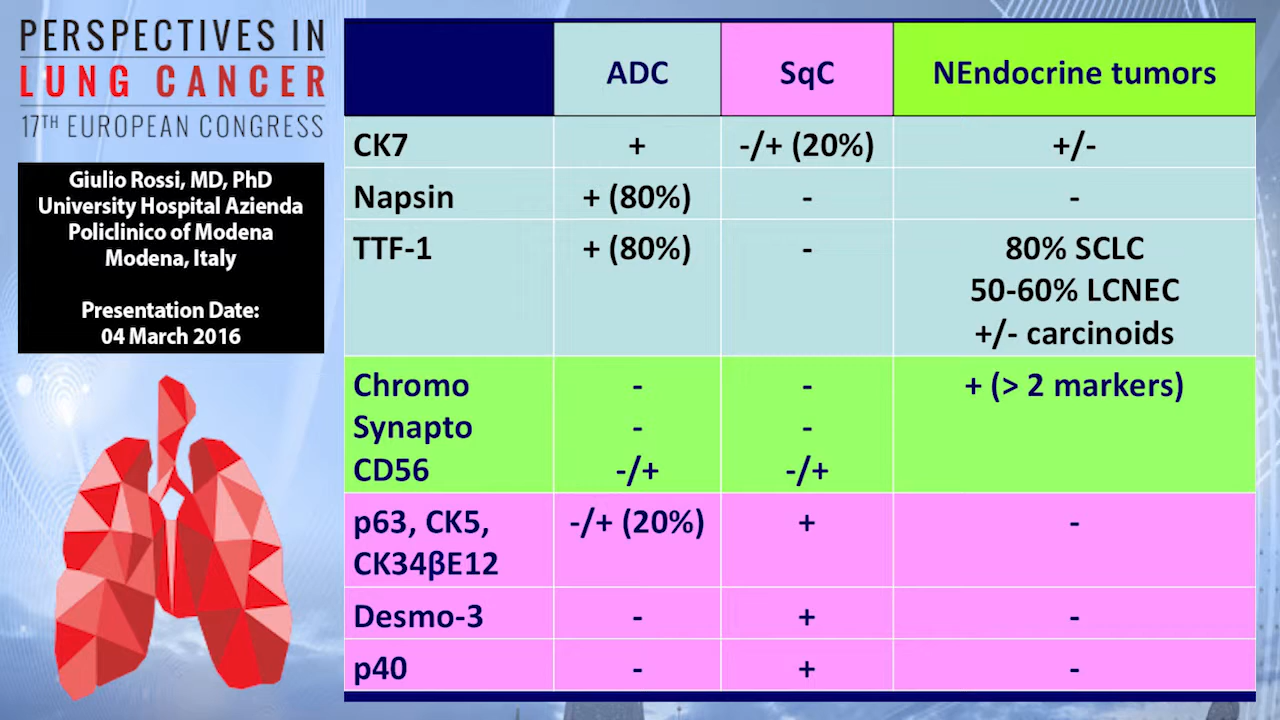 PERSPECTIVES IN
LUNG CANCER
17TH EUROPEAN CONGRESS
Giulio Rossi, MD, PhD
University Hospital Azienda
Policlinico of Modena
Modena, Italy
Presentation Date:
04 March 2016
ADC SqC NEndocrine tumors
CK7 + -/+ (20%) +/-
Napsin + (80%) - -
TTF-1 + (80%) - 80% SCLC
50-60% LCNEC
+/- carcinoids
Chromo - - + (> 2 markers)
Synapto - -
CD56 -/+ -/+
p63, CK5, -/+ (20%) + -
CK34βE12
Desmo-3 - + -
p40 - + -